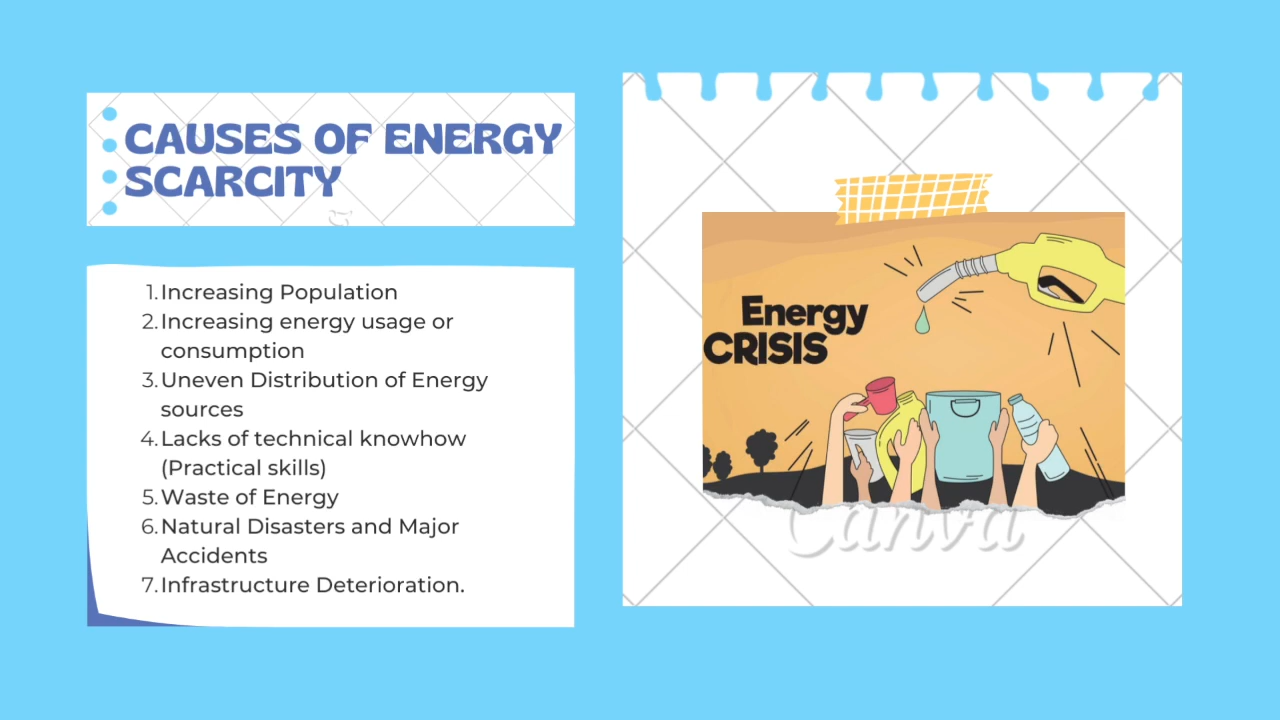 CAUSES OF ENERGY
SCARCITY
1. Increasing Population
2. Increasing energy usage or
consumption
3. Uneven Distribution of Energy
sources
4. Lacks of technical knowhow
(Practical skills)
5. Waste of Energy
6. Natural Disasters and Major
Accidents
7. Infrastructure Deterioration.
Energy
CRISIS
Canva